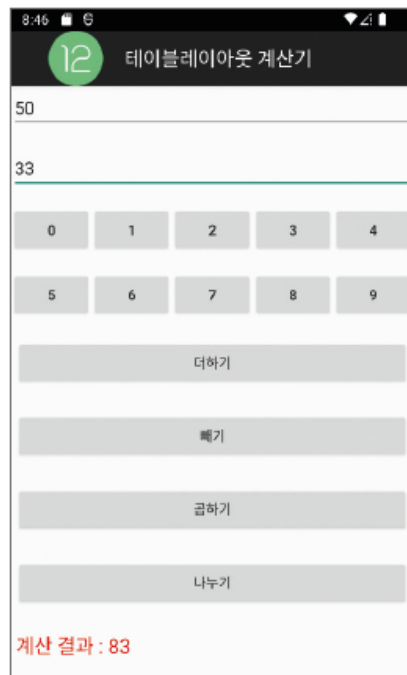 8:46
12 테이블레이아웃 계산기
50
33
0 1 2 3 4
5 6 7 8 9
더하기
빼기
곱하기
나누기
계산 결과 : 83